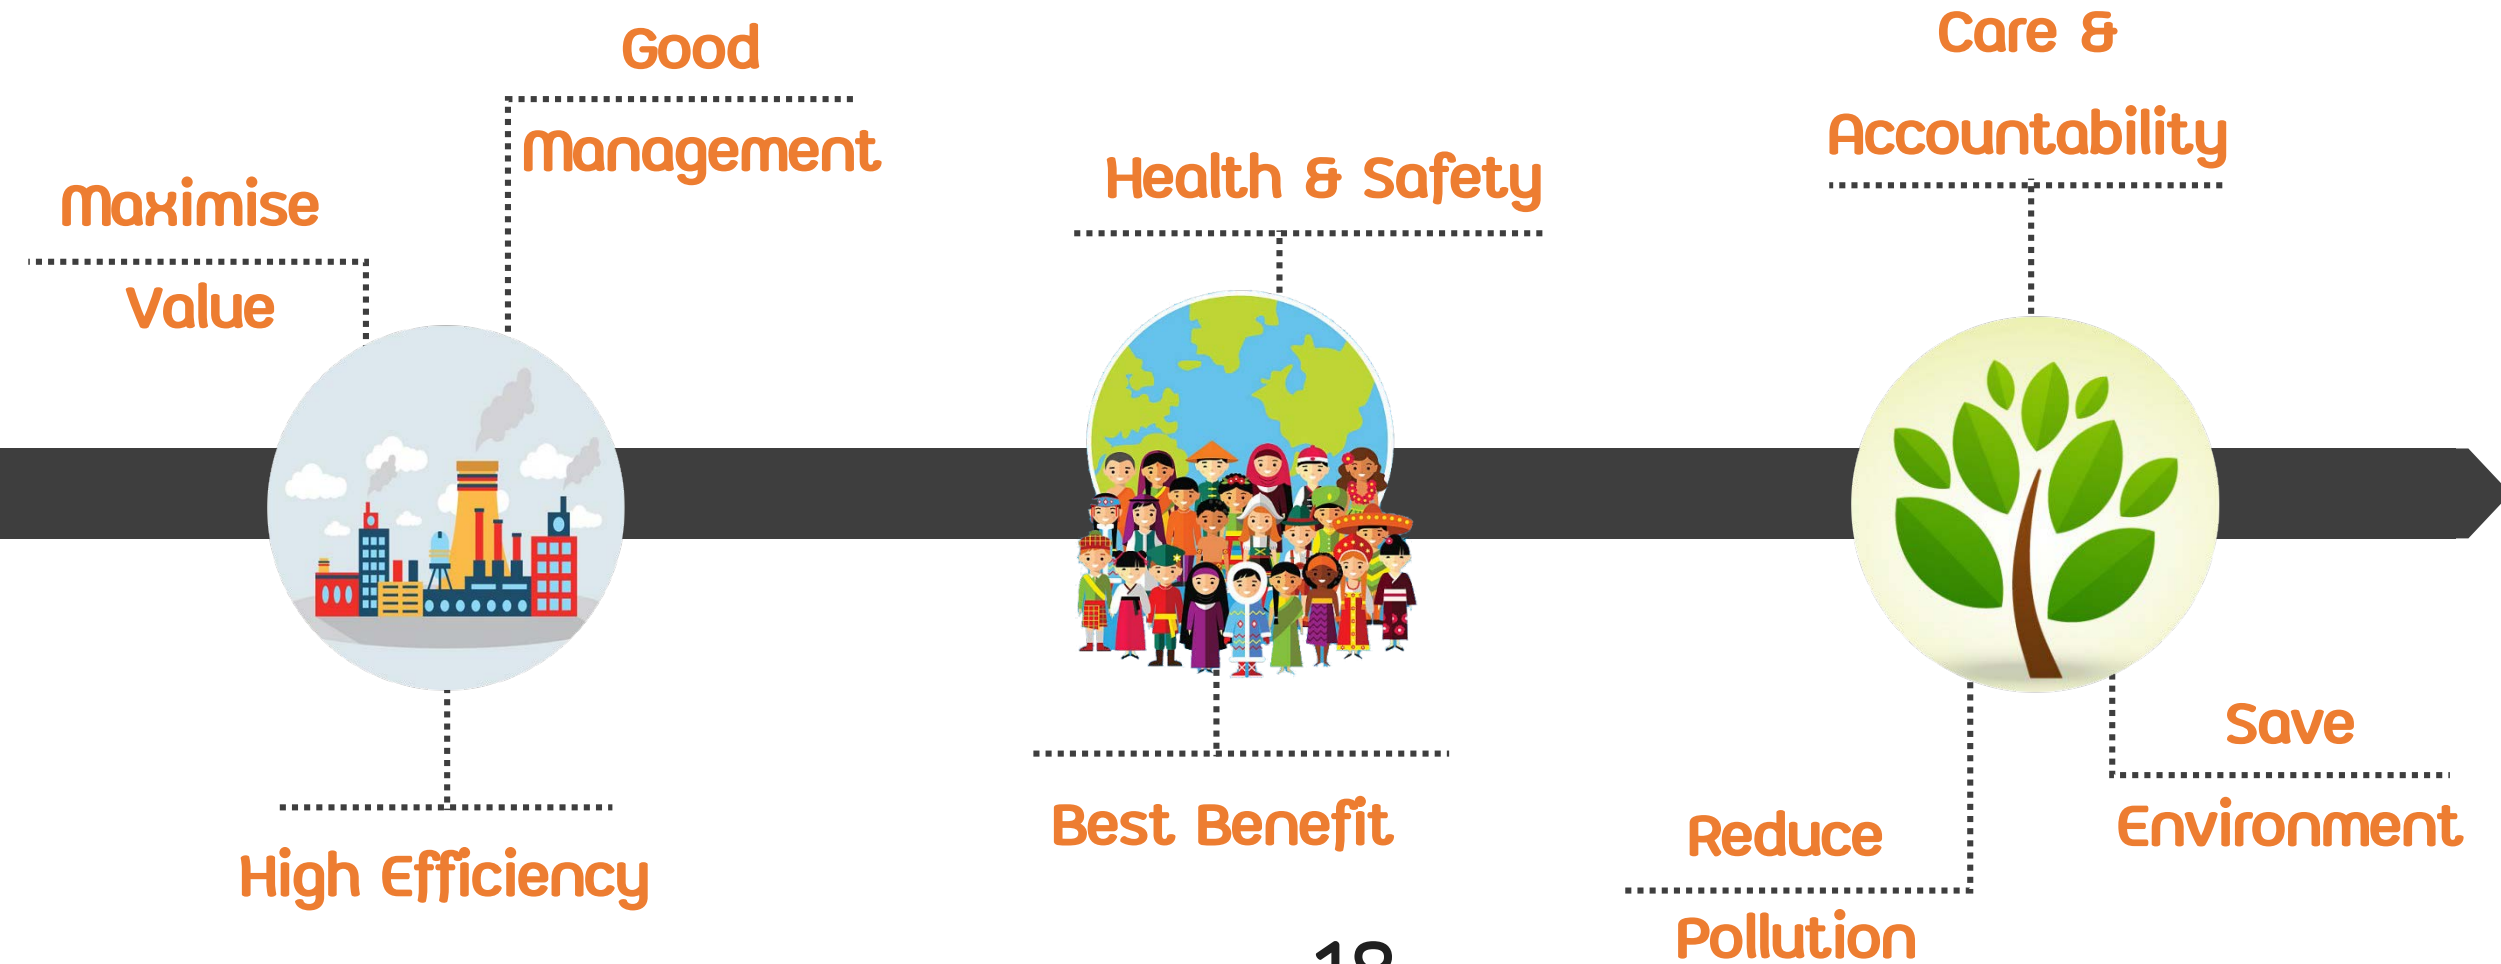 Maximise
Value
Good
Management
High Efficiency
Health & Safety
Best Benefit
Care &
Accountability
Reduce
Pollution
Save
Environment